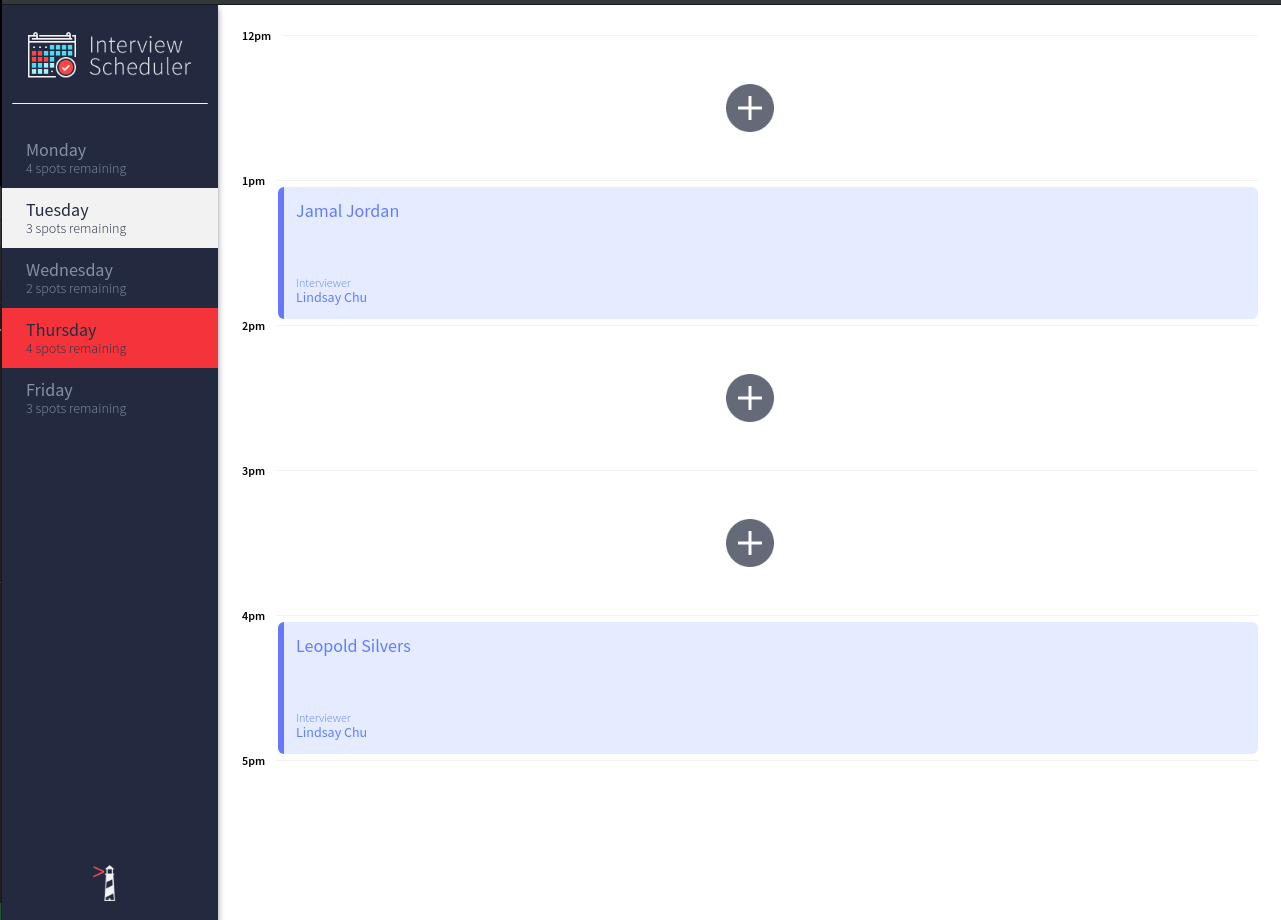 Interview
Scheduler
Monday
4 spots remaining
Tuesday
3 spots remaining
Wednesday
2 spots remaining
Thursday
4 spots remaining
Friday
3 spots remaining
12pm
1pm
Jamal Jordan
Interviewer
Lindsay Chu
2pm
3pm
4pm
Leopold Silvers
Interviewer
Lindsay Chu
5pm